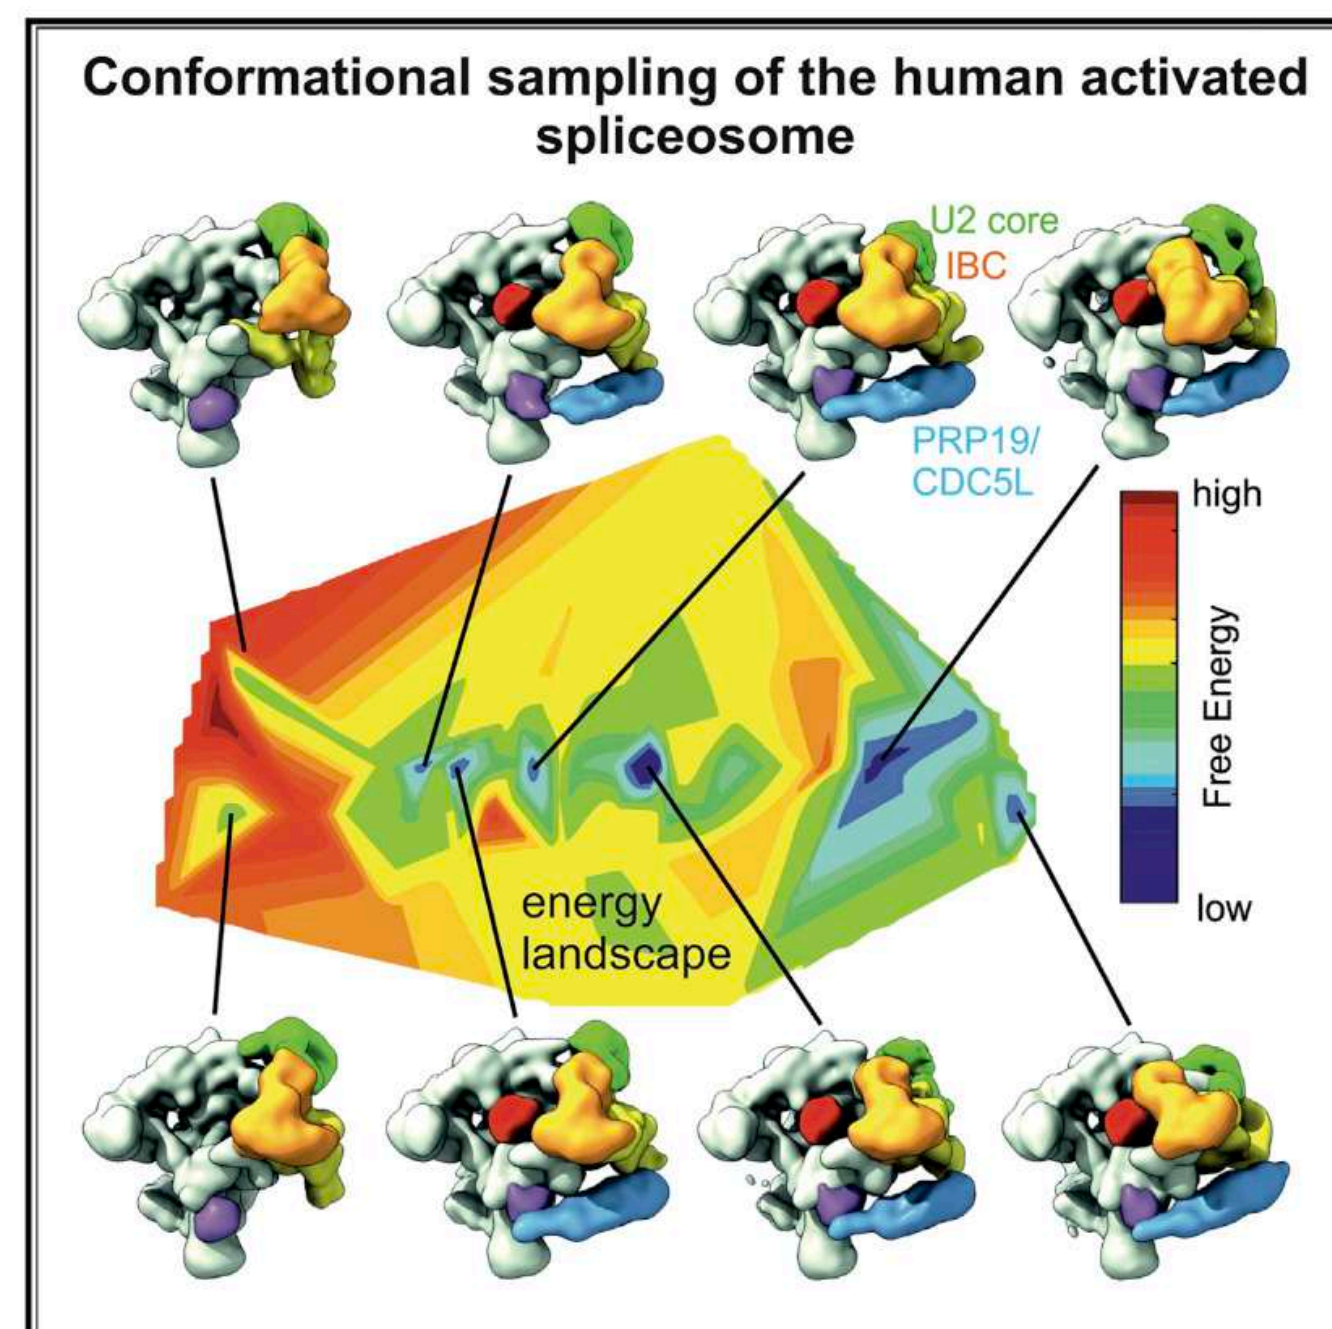 Conformational sampling of the human activated
spliceosome
U2 core
IBC
PRP19/
CDC5L
high
Free Energy
low
energy
landscape